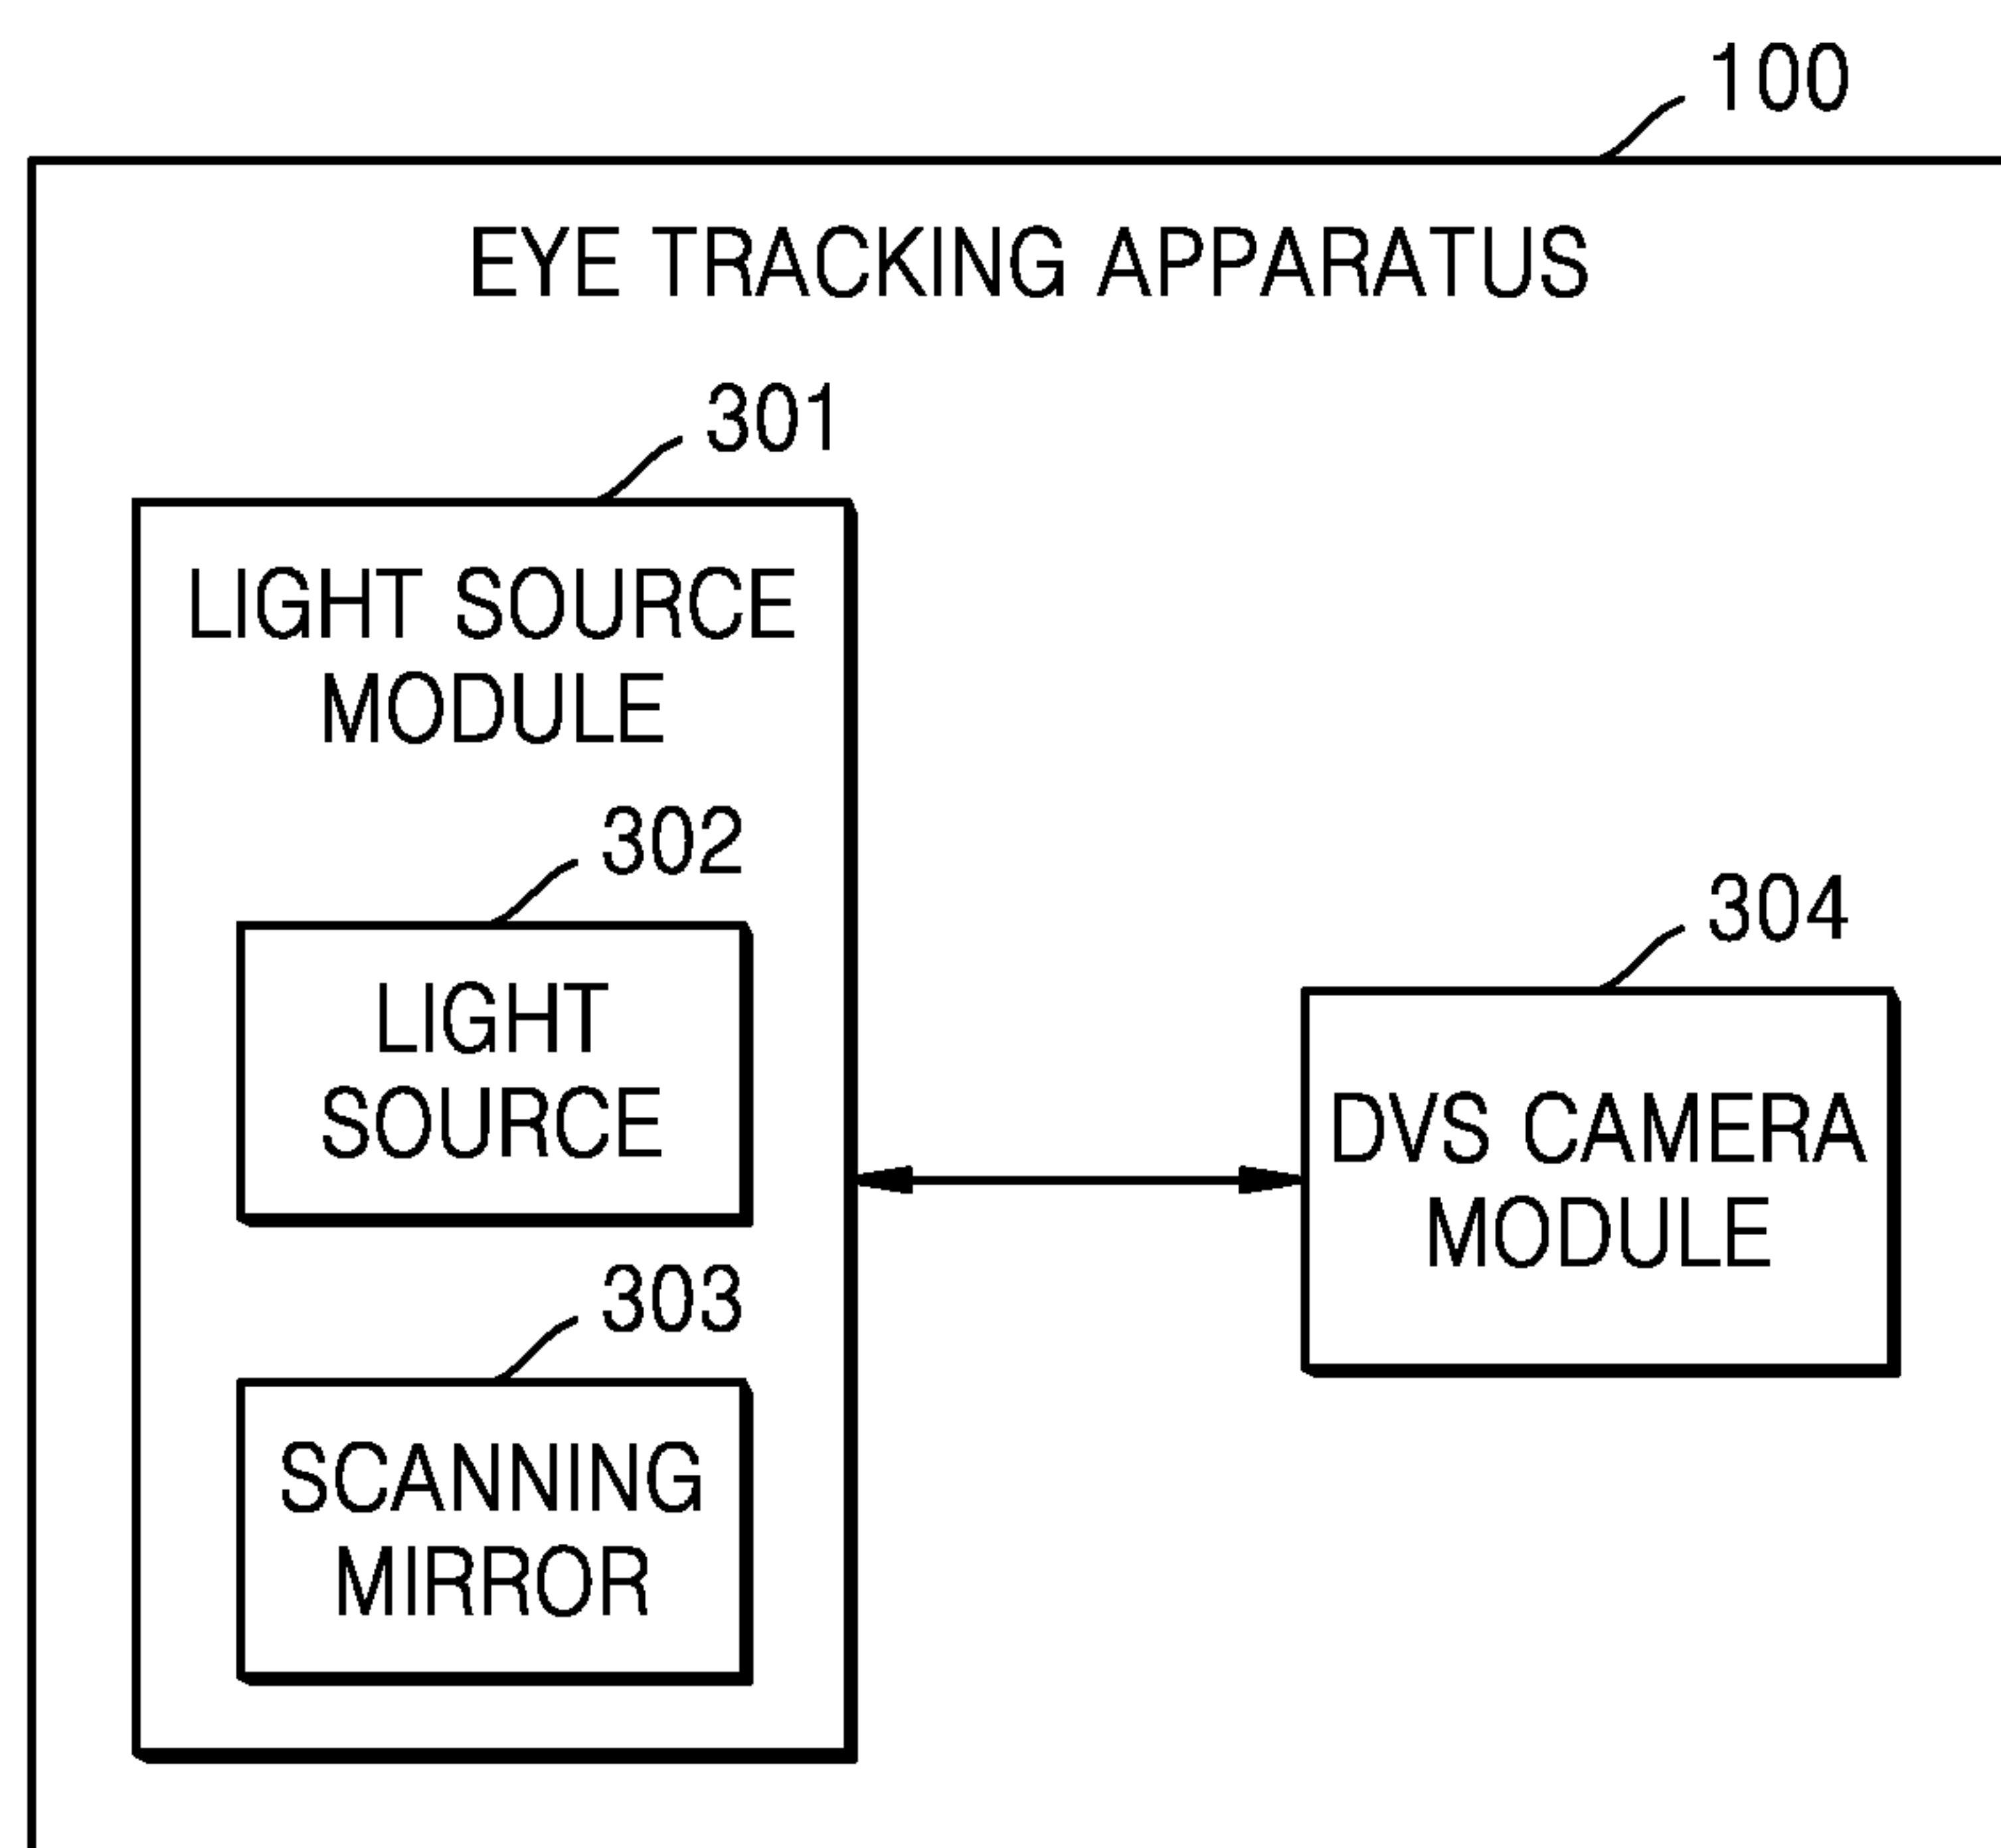 100
EYE TRACKING APPARATUS
301
LIGHT SOURCE
MODULE
302
LIGHT
SOURCE
303
SCANNING
MIRROR
304
DVS CAMERA
MODULE